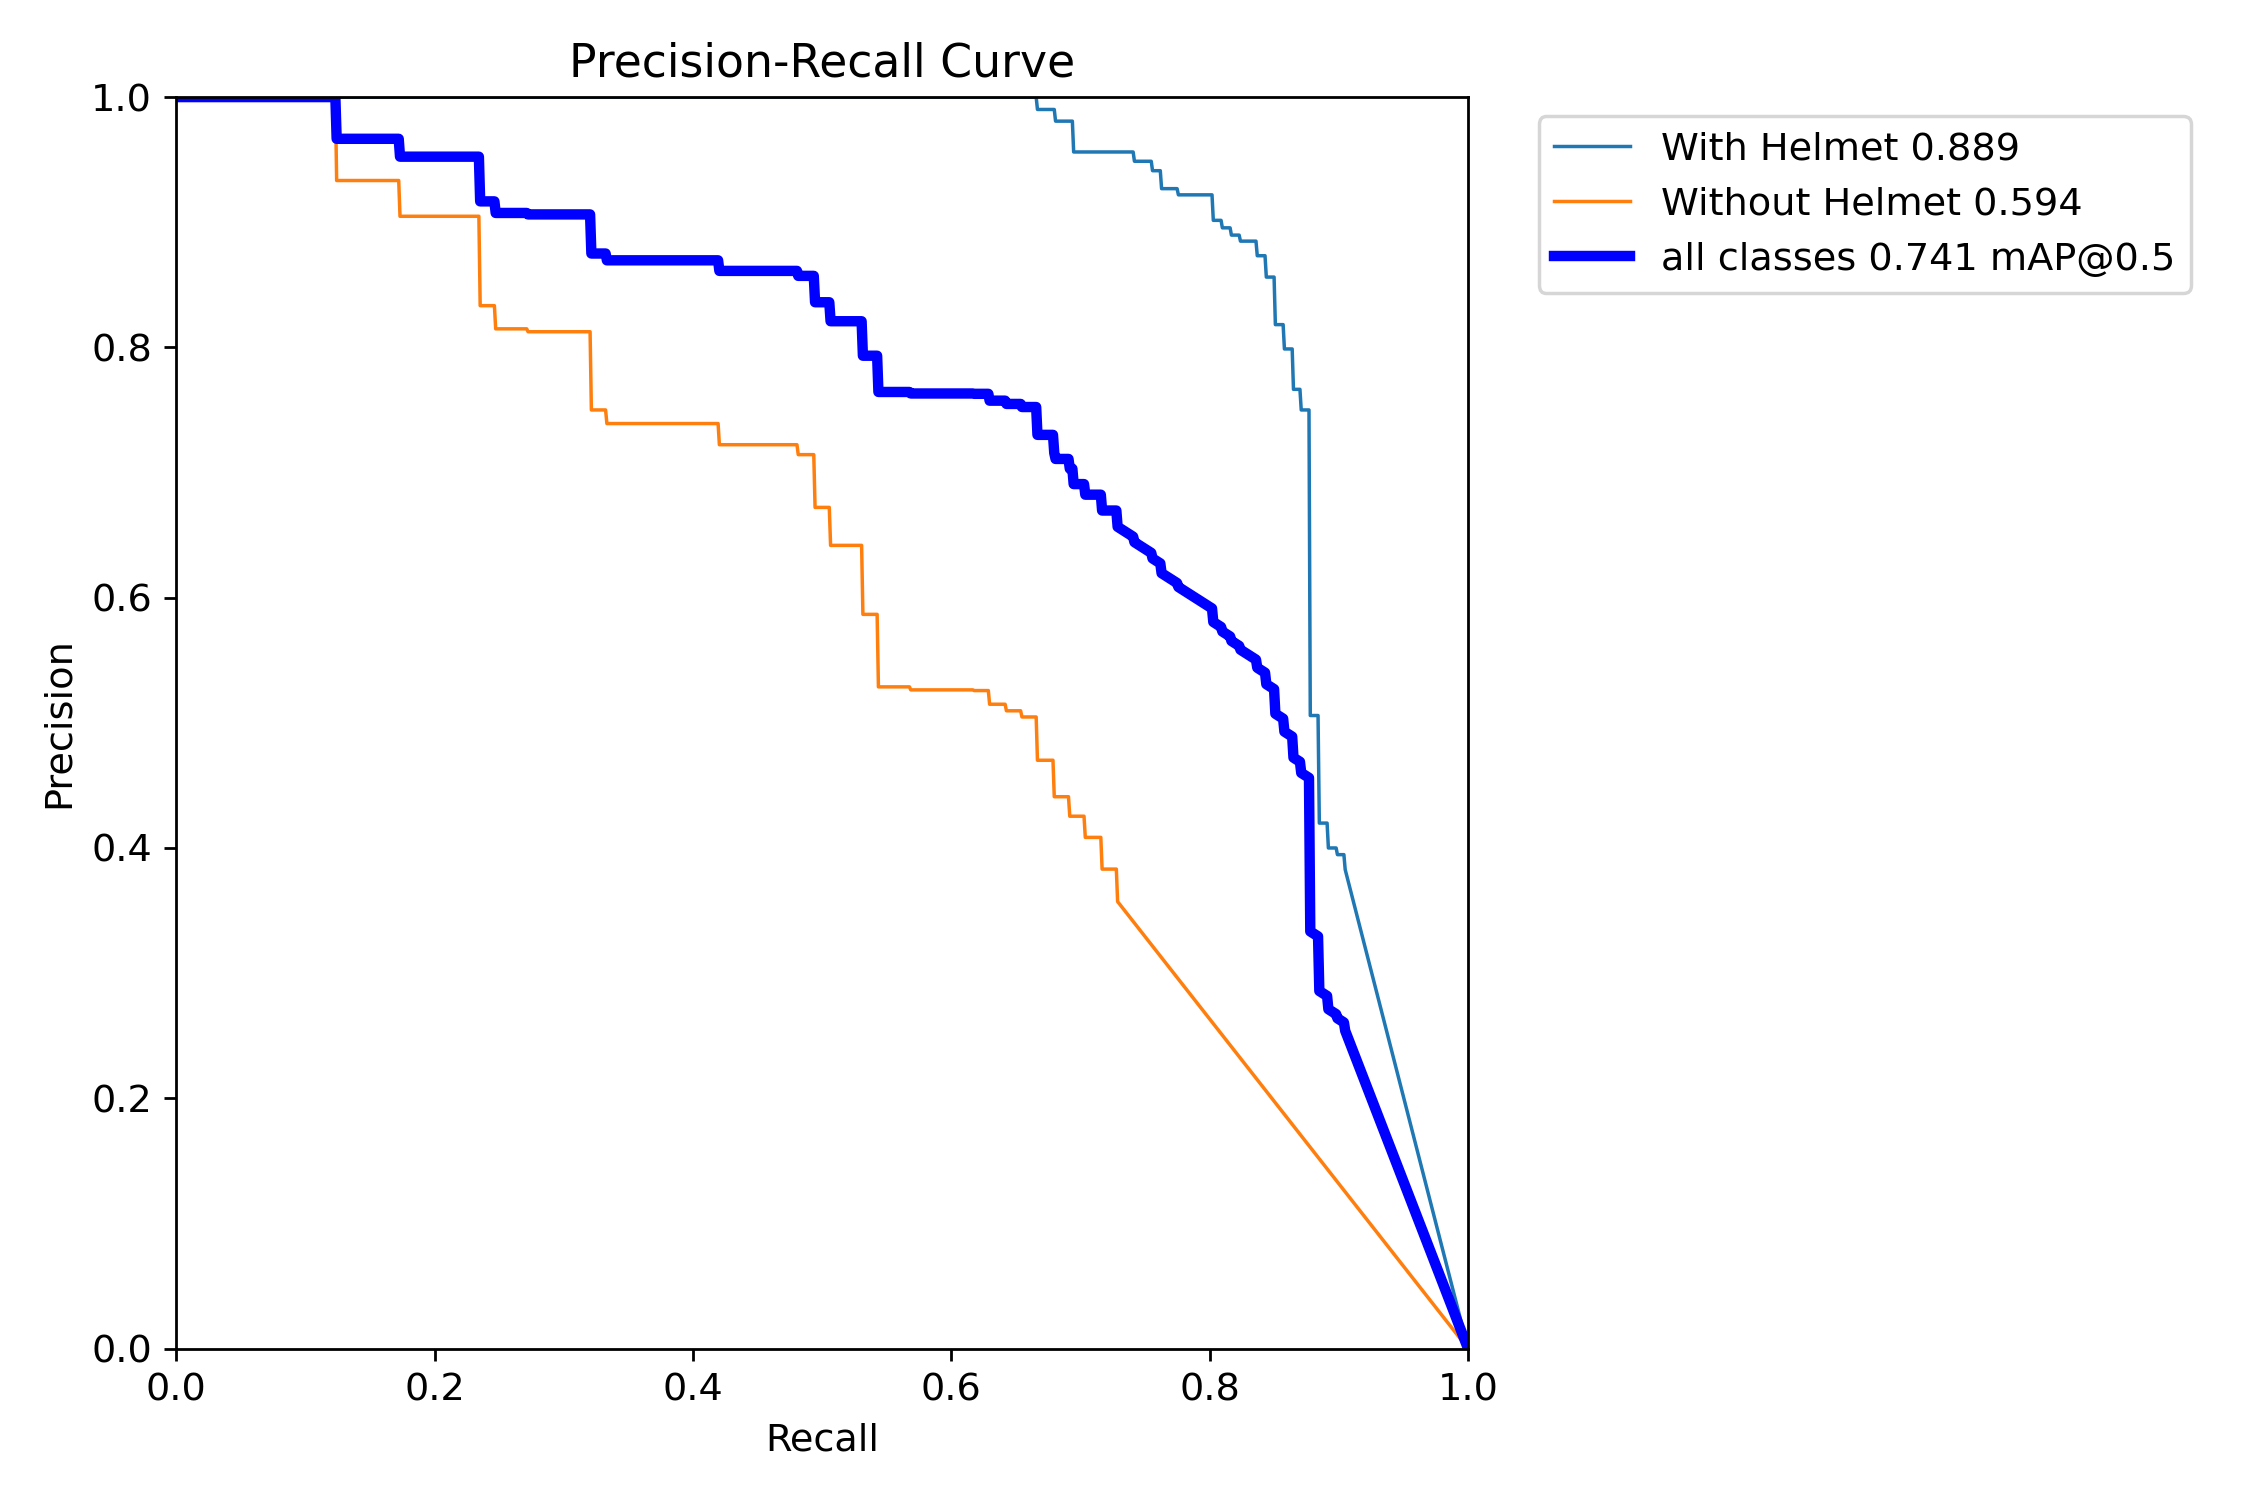 Precision-Recall Curve
1.0
0.8
0.6
0.4
0.2
0.0
Precision
0.0 0.2 0.4 0.6 0.8 1.0
Recall
With Helmet 0.889
Without Helmet 0.594
all classes 0.741 mAP@0.5